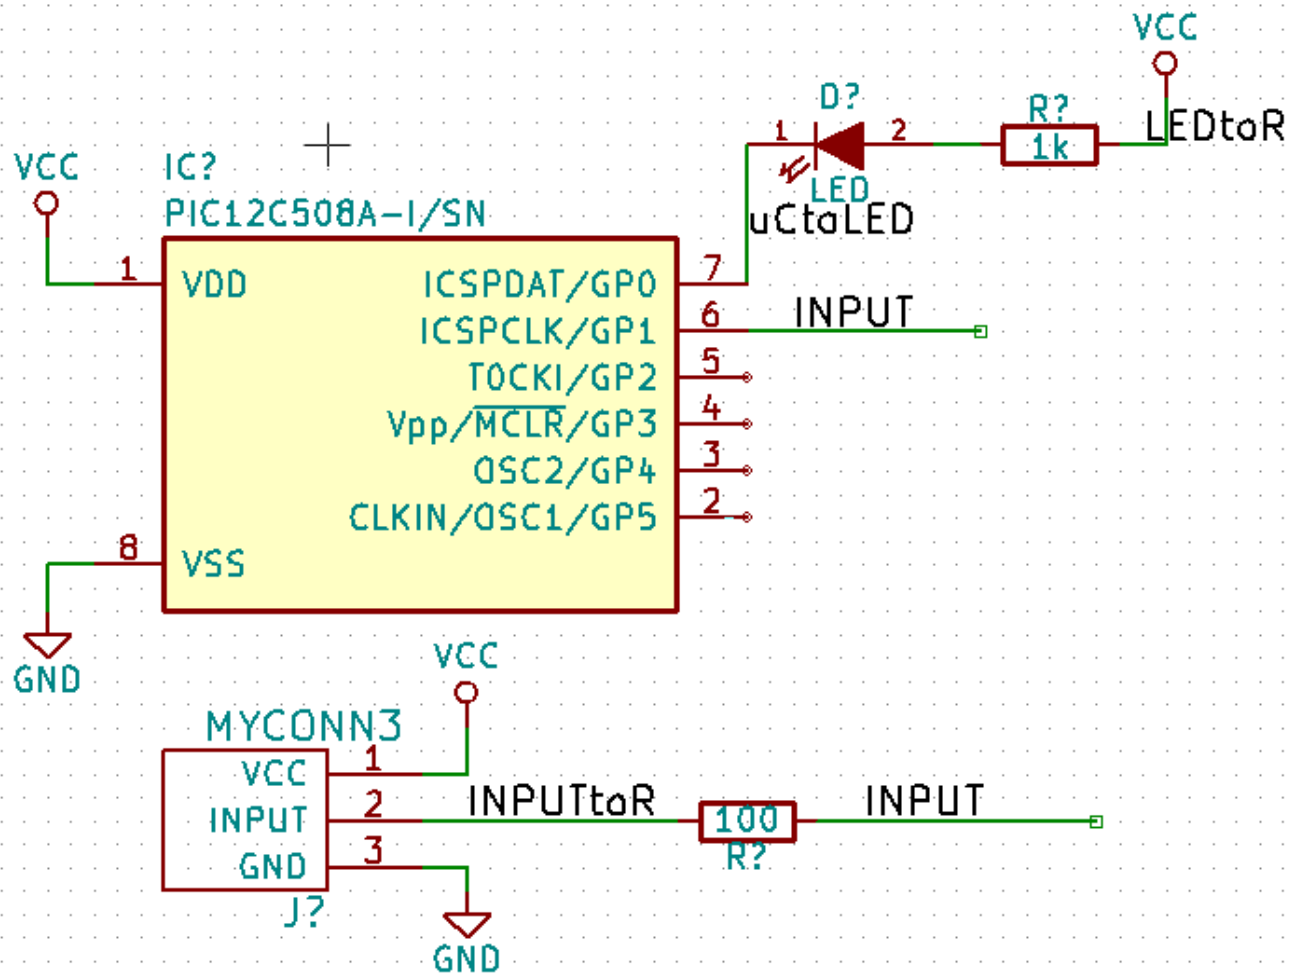 VCC
D?
R?
1 2
1k
LEDtoR
LED
uCtoLED
VCC
IC?
PIC12C508A-I/SN
1
VDD
ICSPDAT/GP0
7
ICSPCLK/GP1
6
INPUT
T0CKI/GP2
5
Vpp/MCLR/GP3
4
OSC2/GP4
3
CLKIN/OSC1/GP5
2
8
VSS
GND
VCC
MYCONN3
VCC
1
INPUT
2
INPUTtoR
100
R?
INPUT
GND
3
J?
GND